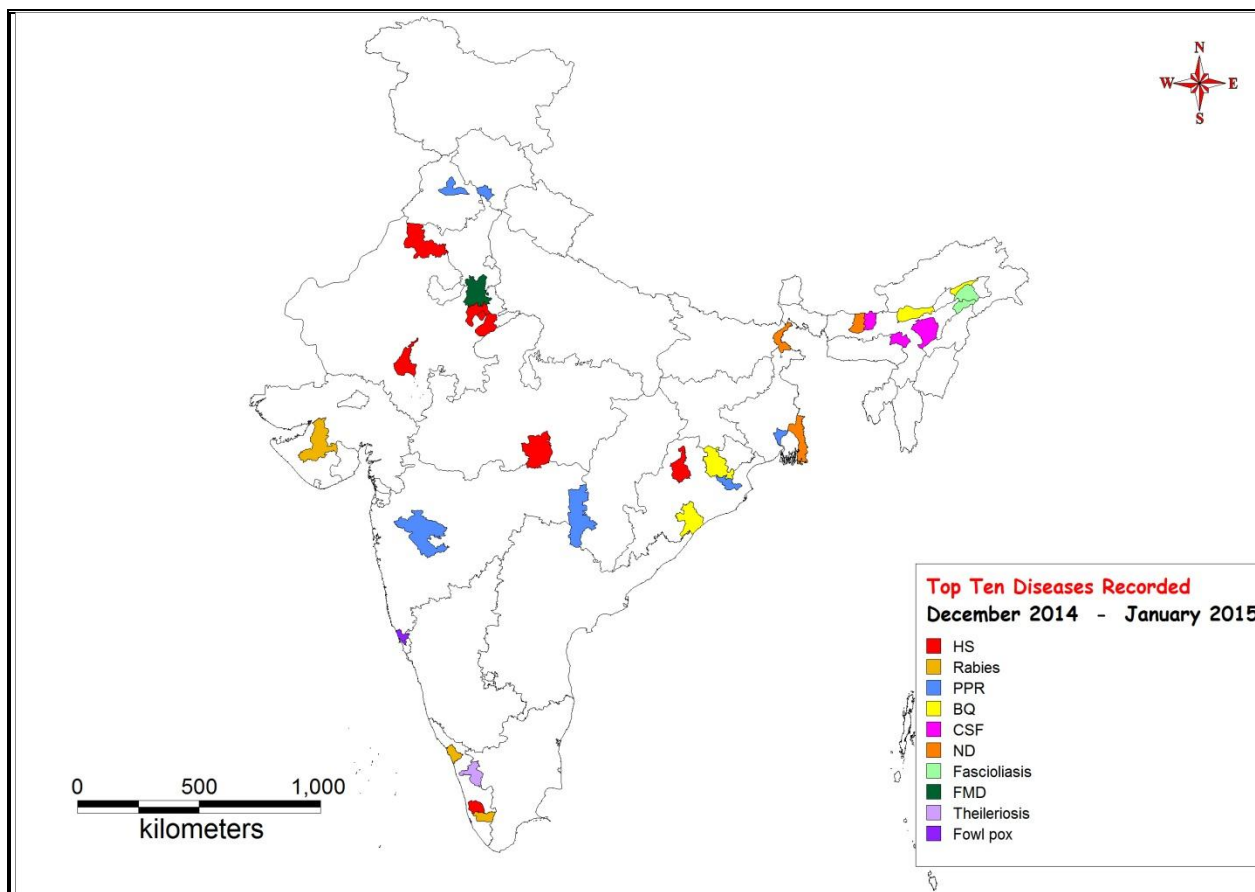 N
W E
S
Top Ten Diseases Recorded
December 2014 - January 2015
HS
Rabies
PPR
BQ
CSF
ND
Fascioliasis
FMD
Theileriosis
Fowl pox
0 500 1,000
kilometers